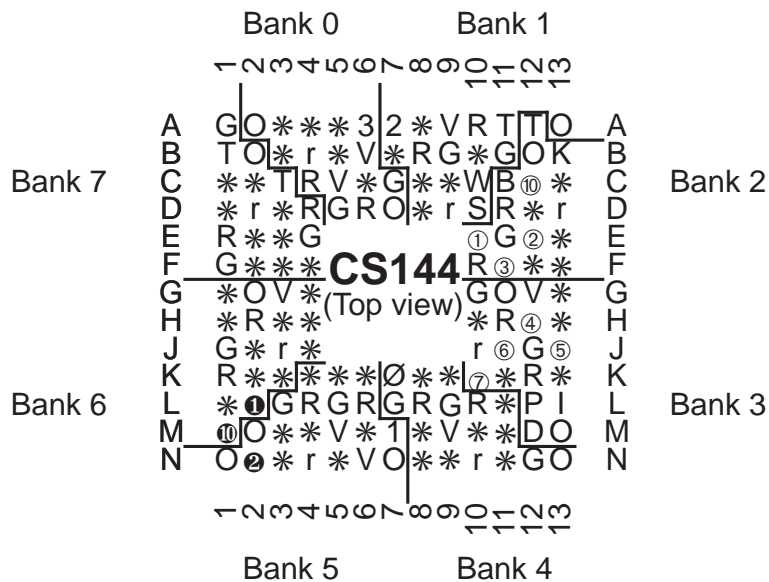 Bank 0 Bank 1
1 2 3 4 5 6 7 8 9 10 11 12 13
A G O * * * 3 2 * V R T T O A
B T O * r * V * R G * G O K B
Bank 7 C * * T R V * G * * W B ⑩ * C Bank 2
D * r * R G R O * r S R * r D
E R * * G ① G ② * E
F G * * * CS144 R ③ * * F
G * O V * (Top view) G O V * G
H * R * * * R ④ * H
J G * r * r ⑥ G ⑤ J
K R * * * * * Ø * * ⑦ * R * K
Bank 6 L * ❶ G R G R G R G R * P I L Bank 3
M ❿ O * * V * 1 * V * * D O M
N O ❷ * r * V O * * r * G O N
1 2 3 4 5 6 7 8 9 10 11 12 13
Bank 5 Bank 4